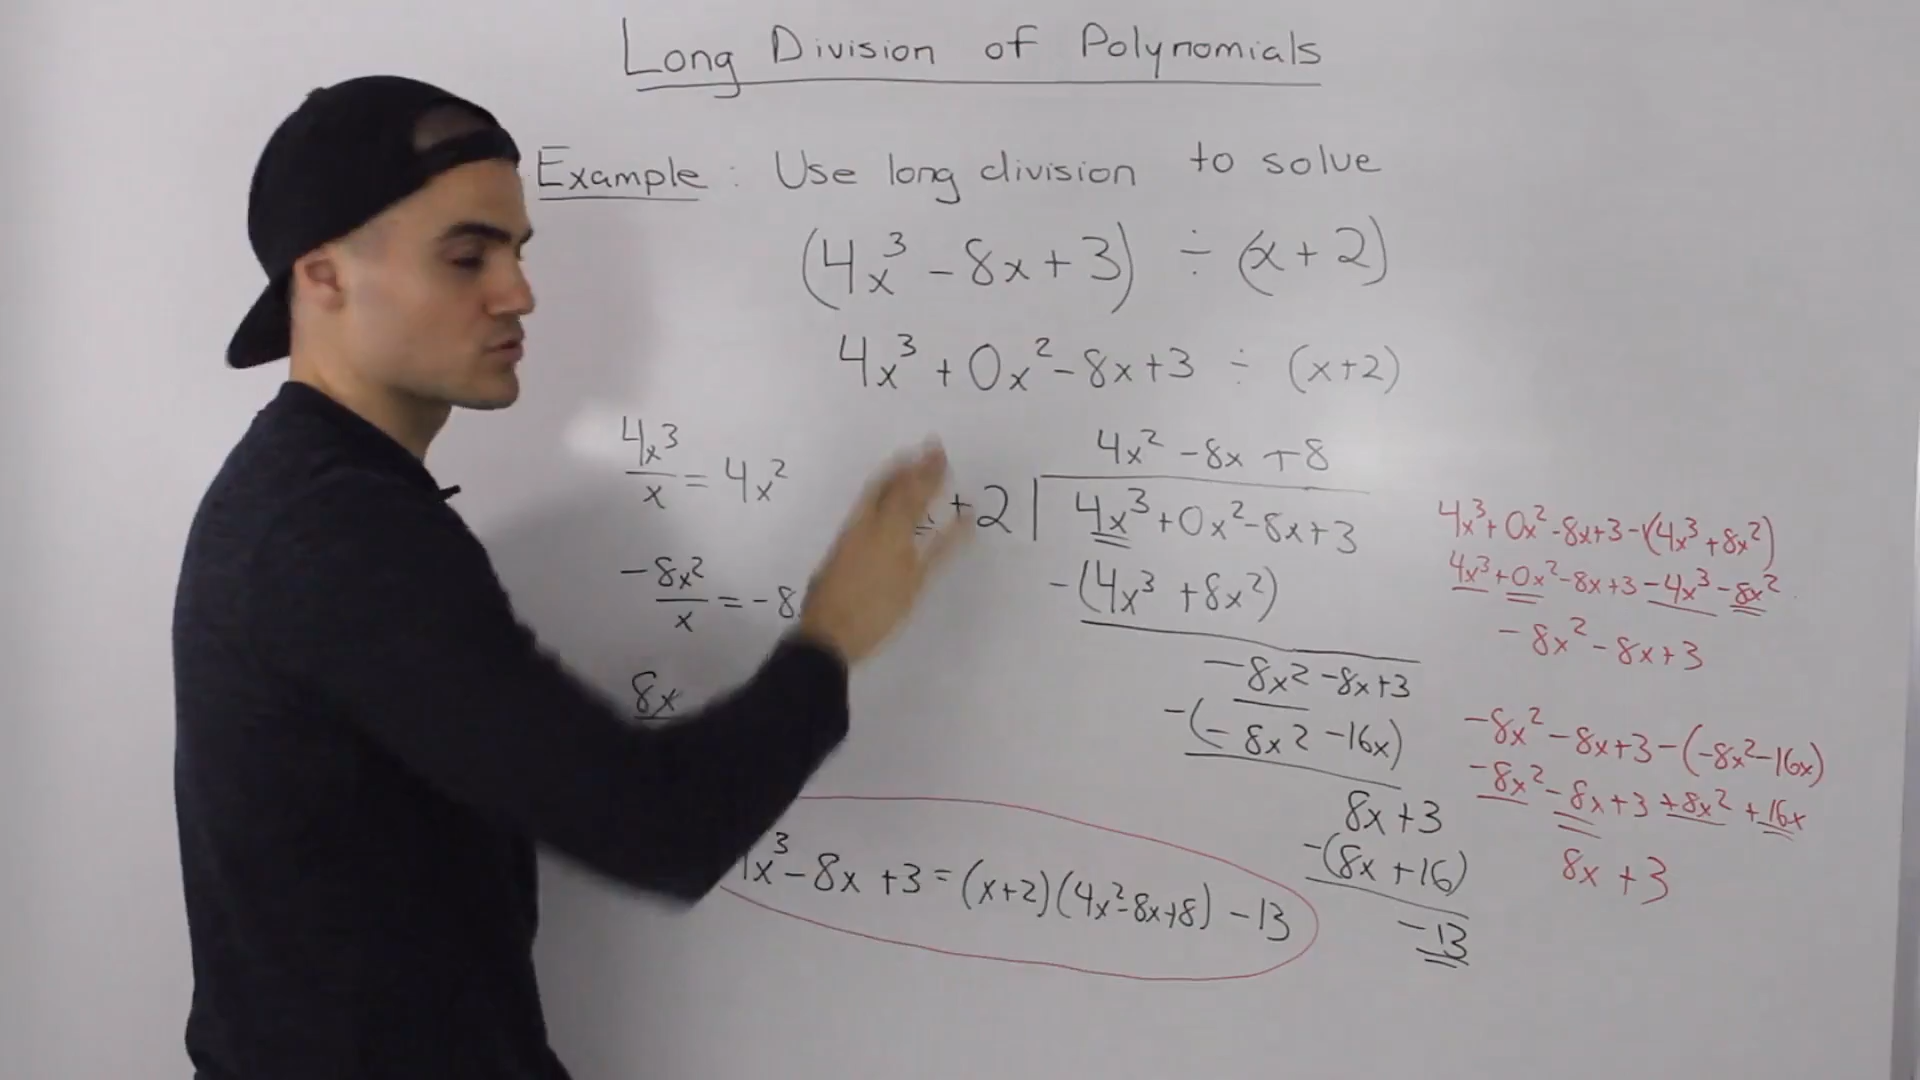 Long Division of Polynomials
Example: Use long division to solve
(4x³ - 8x + 3) ÷ (x + 2)
4x³ + 0x² - 8x + 3 ÷ (x+2)
4x³/x = 4x²
-8x²/x = -8
8x
4x² - 8x + 8
+2 | 4x³ + 0x² - 8x + 3
-(4x³ + 8x²)
-8x² - 8x + 3
-(-8x² - 16x)
8x + 3
-(8x + 16)
-13
4x³ + 0x² - 8x + 3 - (4x³ + 8x²)
4x³ + 0x² - 8x + 3 - 4x³ - 8x²
-8x² - 8x + 3
-8x² - 8x + 3 - (-8x² - 16x)
-8x² - 8x + 3 + 8x² + 16x
8x + 3
x³ - 8x + 3 = (x+2)(4x² - 8x + 8) - 13